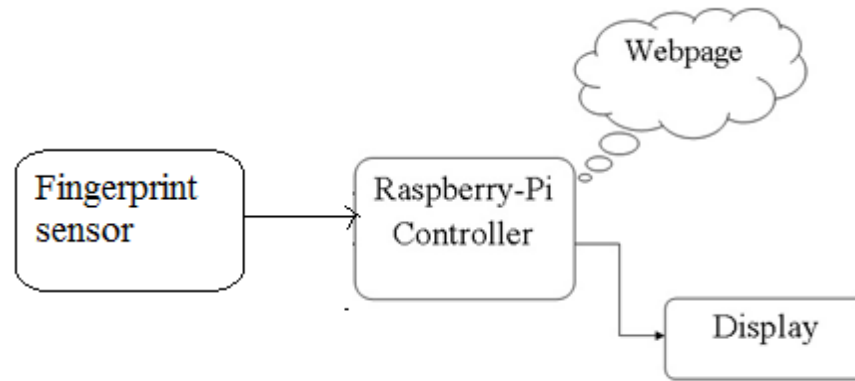 Webpage
Fingerprint
sensor
Raspberry-Pi
Controller
Display